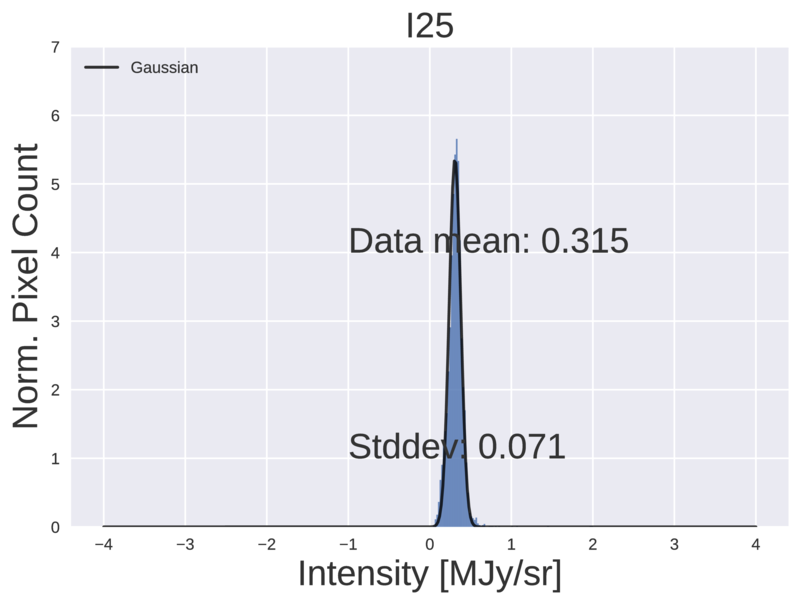 I25
Gaussian
7
6
5
4
3
2
1
0
Norm. Pixel Count
Data mean: 0.315
Stddev: 0.071
−4 −3 −2 −1 0 1 2 3 4
Intensity [MJy/sr]